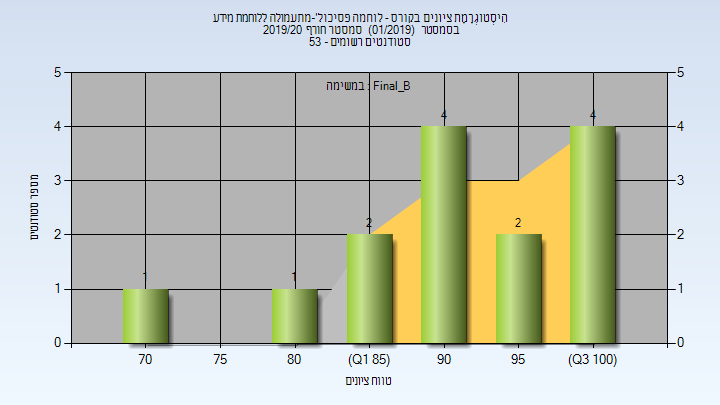 הִיסְטוֹגְרָמַת ציונים בקורס - לוחמה פסיכול'-מתעמולה ללוחמת מידע
בסמסטר (01/2019) סמסטר חורף 2019/20
סטודנטים רשומים - 53
במשימה : Final_B
5 5
4 4
3 3
2 2
1 1
0 0
מספר סטודנטים
1 1 2 4 2 4
70 75 80 (Q1 85) 90 95 (Q3 100)
טווח ציונים